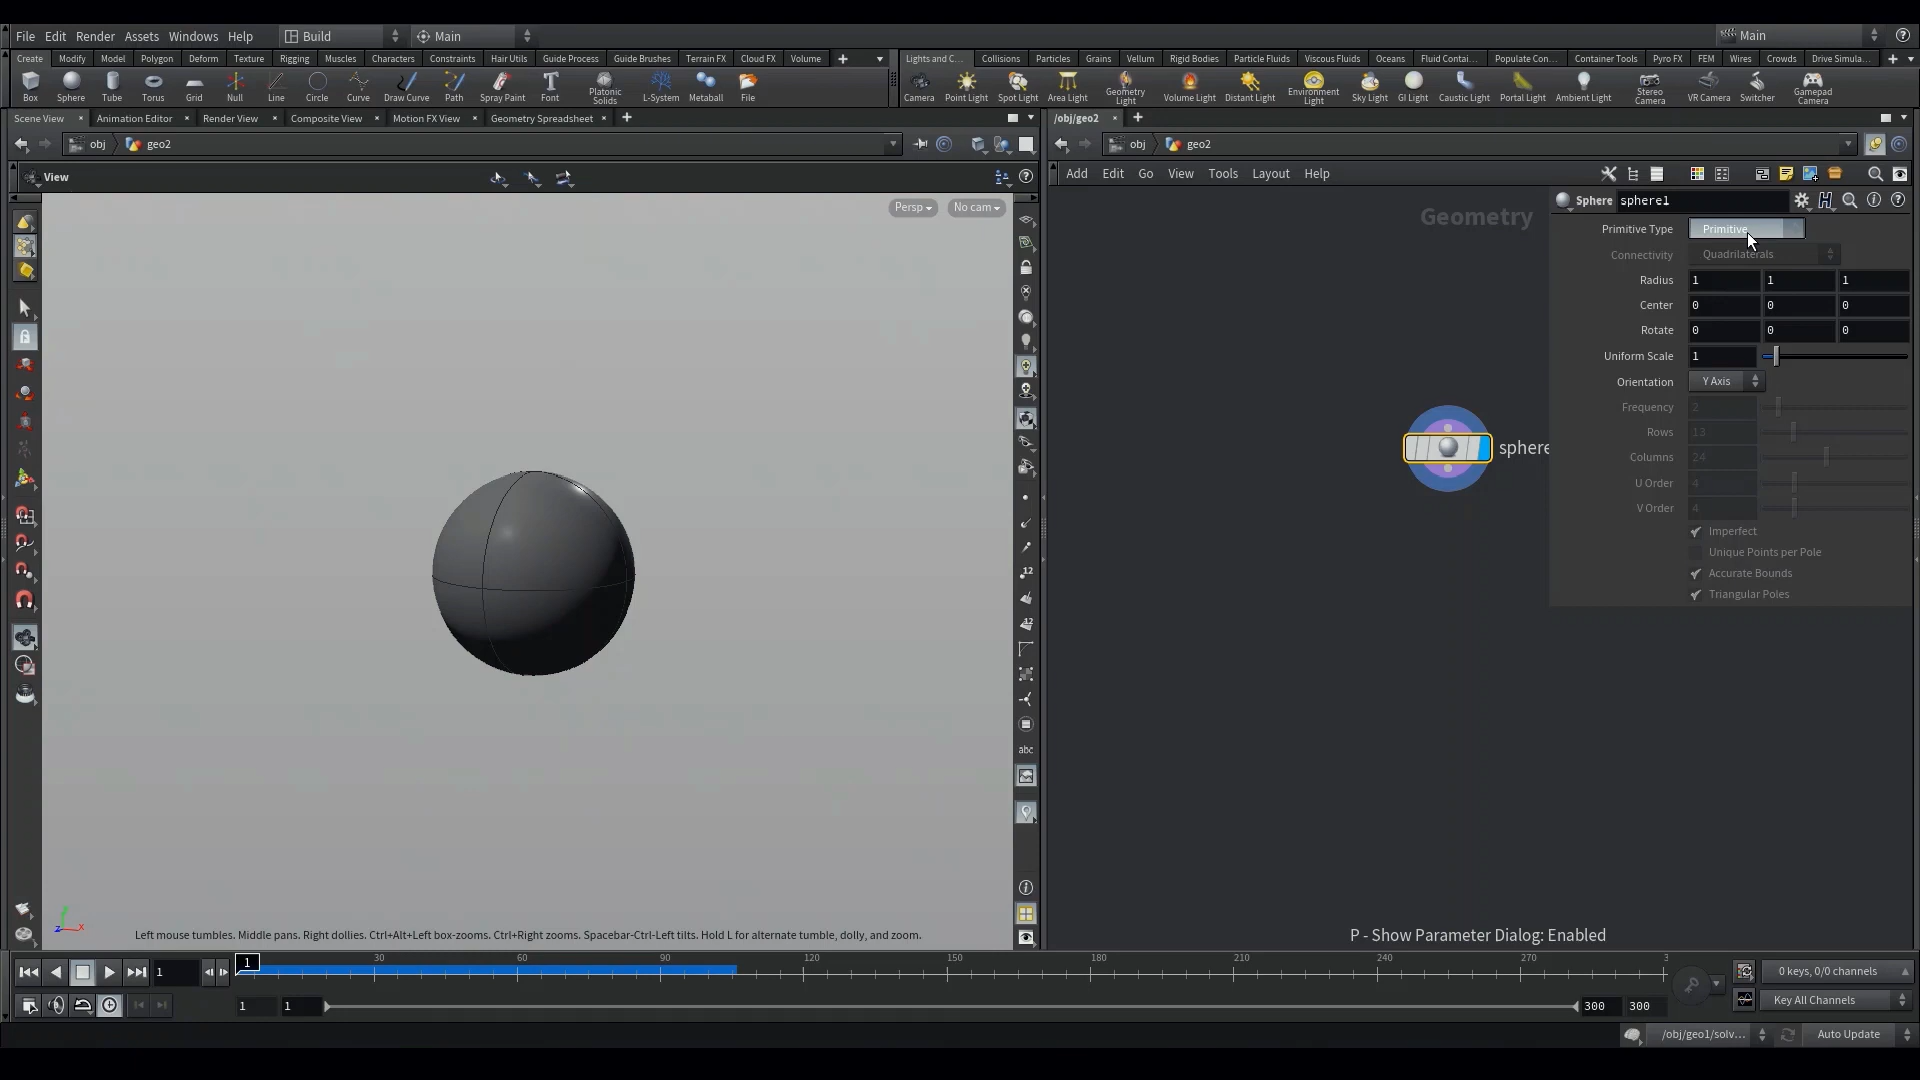 File Edit Render Assets Windows Help Build Main Main
Create Modify Model Polygon Deform Texture Rigging Muscles Characters Constraints Hair Utils Guide Process Guide Brushes Terrain FX Cloud FX Volume
Lights and C... Collisions Particles Grains Vellum Rigid Bodies Particle Fluids Viscous Fluids Oceans Fluid Contai... Populate Con... Container Tools Pyro FX FEM Wires Crowds Drive Simula...
Box Sphere Tube Torus Grid Null Line Circle Curve Draw Curve Path Spray Paint Font Platonic Solids L-System Metaball File
Camera Point Light Spot Light Area Light Geometry Light Volume Light Distant Light Environment Light Sky Light GI Light Caustic Light Portal Light Ambient Light Stereo Camera VR Camera Switcher Gamepad Camera
Scene View Animation Editor Render View Composite View Motion FX View Geometry Spreadsheet
/obj/geo2
obj geo2
obj geo2
View
Add Edit Go View Tools Layout Help
Persp No cam
Geometry
Sphere sphere1
Primitive Type Primitive
Connectivity Quadrilaterals
Radius 1 1 1
Center 0 0 0
Rotate 0 0 0
Uniform Scale 1
Orientation Y Axis
Frequency 2
Rows 13
Columns 24
U Order 4
V Order 4
Imperfect
Unique Points per Pole
Accurate Bounds
Triangular Poles
sphere
12
12
abc
Left mouse tumbles. Middle pans. Right dollies. Ctrl+Alt+Left box-zooms. Ctrl+Right zooms. Spacebar-Ctrl-Left tilts. Hold L for alternate tumble, dolly, and zoom.
P - Show Parameter Dialog: Enabled
z x
1 1 30 60 90 120 150 180 210 240 270 3
0 keys, 0/0 channels
1 1 300 300
Key All Channels
/obj/geo1/solv... Auto Update